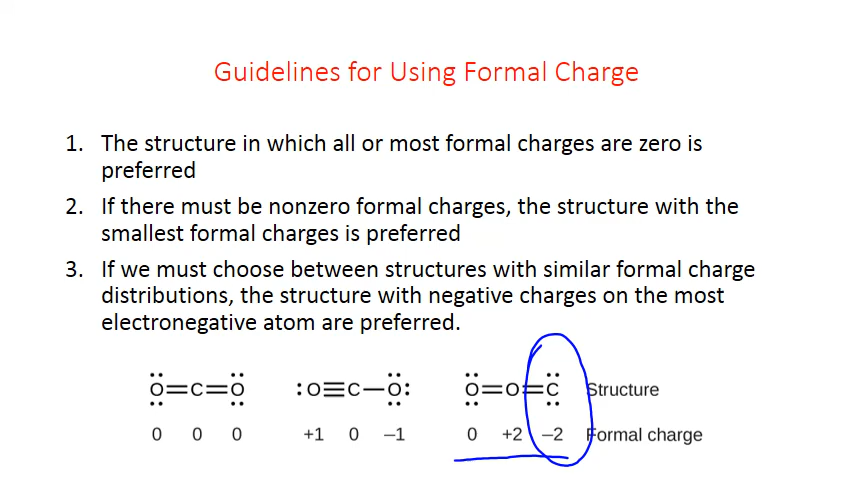 Guidelines for Using Formal Charge
1. The structure in which all or most formal charges are zero is
preferred
2. If there must be nonzero formal charges, the structure with the
smallest formal charges is preferred
3. If we must choose between structures with similar formal charge
distributions, the structure with negative charges on the most
electronegative atom are preferred.
O=C=O :O≡C—O: O=O=C Structure
0 0 0 +1 0 –1 0 +2 –2 Formal charge